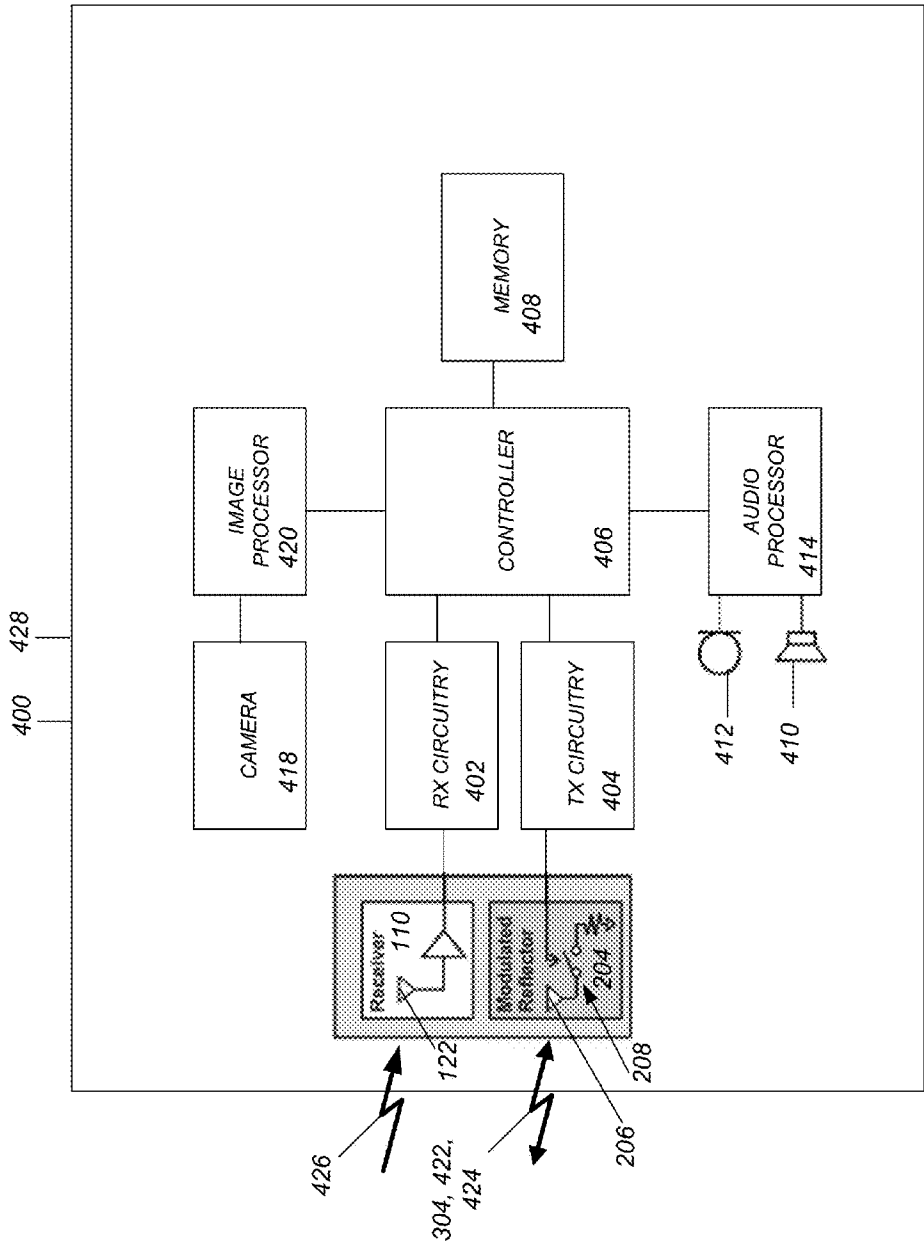 400
428
CAMERA
418
IMAGE
PROCESSOR
420
Receiver
110
122
RX CIRCUITRY
402
CONTROLLER
406
MEMORY
408
Modulated
Reflector
204
206
208
TX CIRCUITRY
404
426
304, 422,
424
412
410
AUDIO
PROCESSOR
414